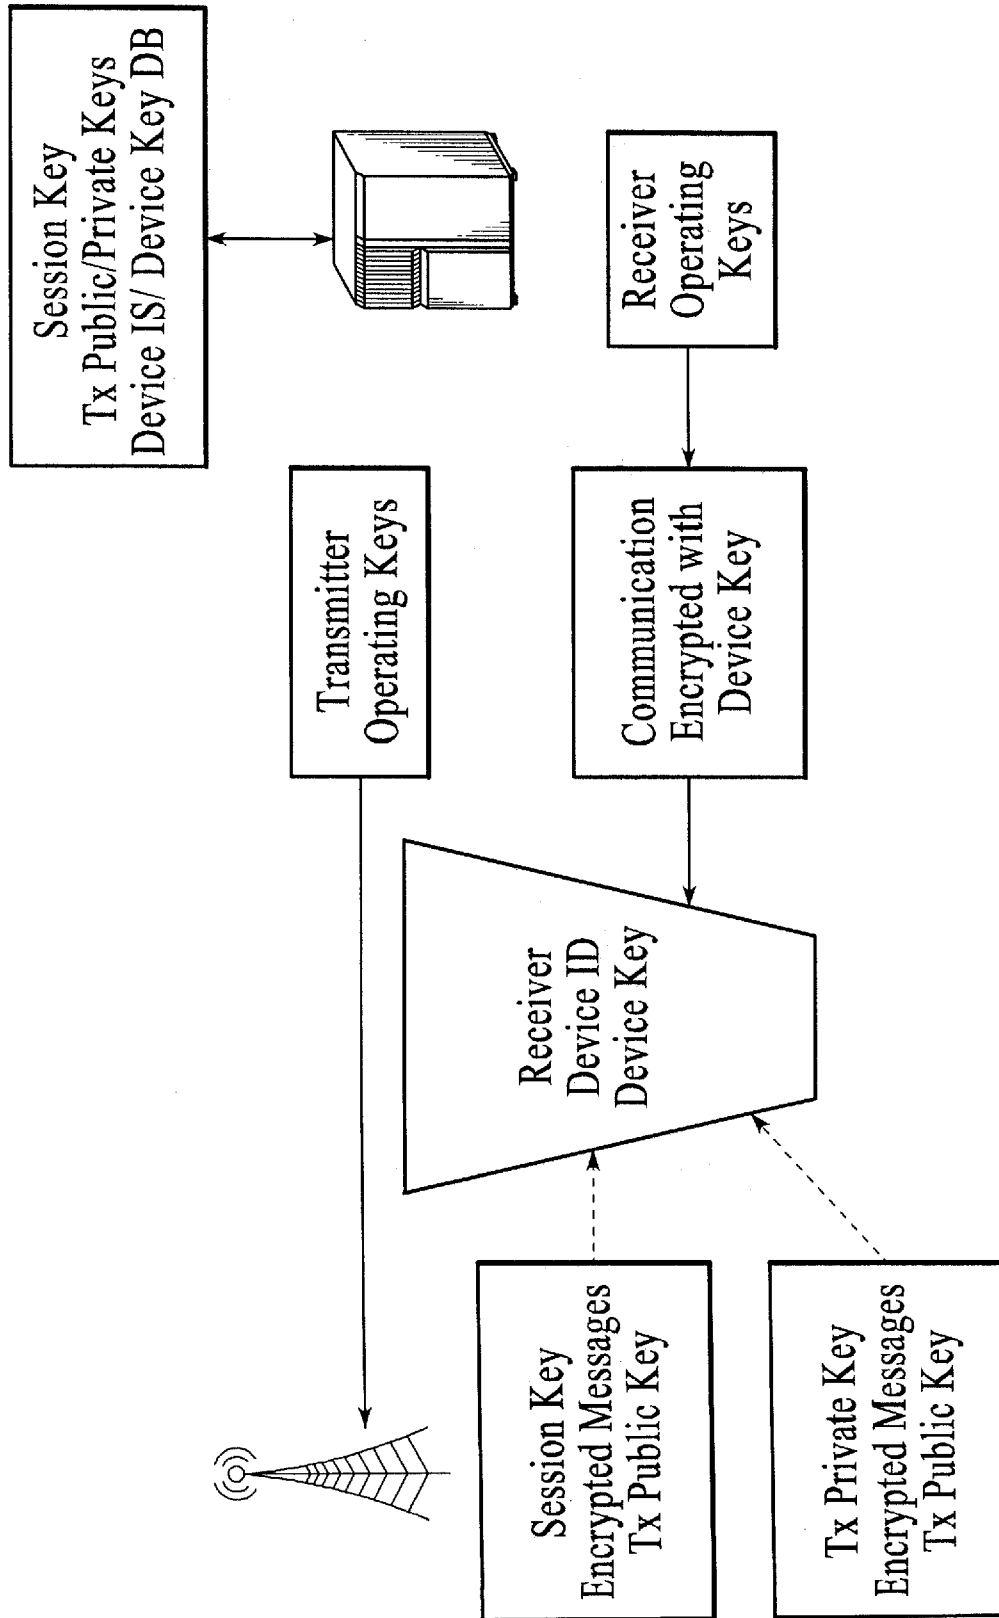 Session Key
Tx Public/Private Keys
Device IS/ Device Key DB
Transmitter
Operating Keys
Receiver
Operating
Keys
Communication
Encrypted with
Device Key
Receiver
Device ID
Device Key
Session Key
Encrypted Messages
Tx Public Key
Tx Private Key
Encrypted Messages
Tx Public Key